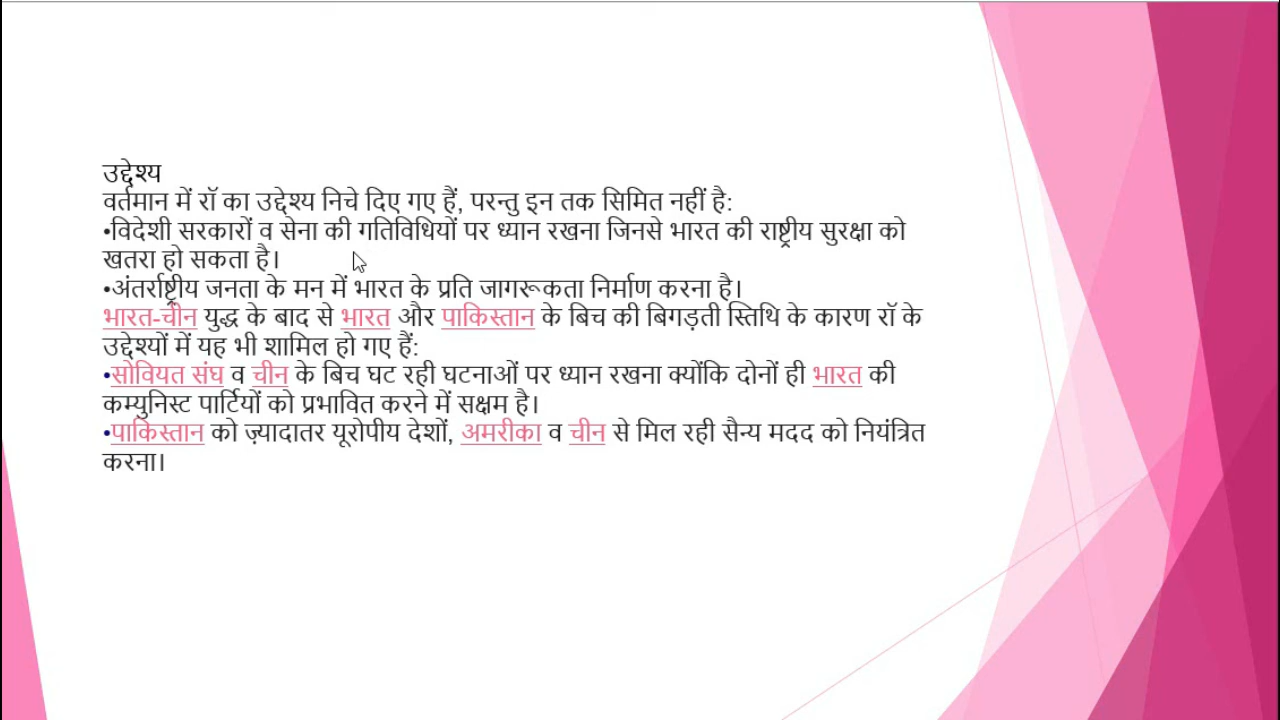 उद्देश्य
वर्तमान में रॉ का उद्देश्य निचे दिए गए हैं, परन्तु इन तक सिमित नहीं है:
•विदेशी सरकारों व सेना की गतिविधियों पर ध्यान रखना जिनसे भारत की राष्ट्रीय सुरक्षा को
खतरा हो सकता है।
•अंतर्राष्ट्रीय जनता के मन में भारत के प्रति जागरूकता निर्माण करना है।
भारत-चीन युद्ध के बाद से भारत और पाकिस्तान के बिच की बिगड़ती स्तिथि के कारण रॉ के
उद्देश्यों में यह भी शामिल हो गए हैं:
•सोवियत संघ व चीन के बिच घट रही घटनाओं पर ध्यान रखना क्योंकि दोनों ही भारत की
कम्युनिस्ट पार्टियों को प्रभावित करने में सक्षम है।
•पाकिस्तान को ज़्यादातर यूरोपीय देशों, अमरीका व चीन से मिल रही सैन्य मदद को नियंत्रित
करना।